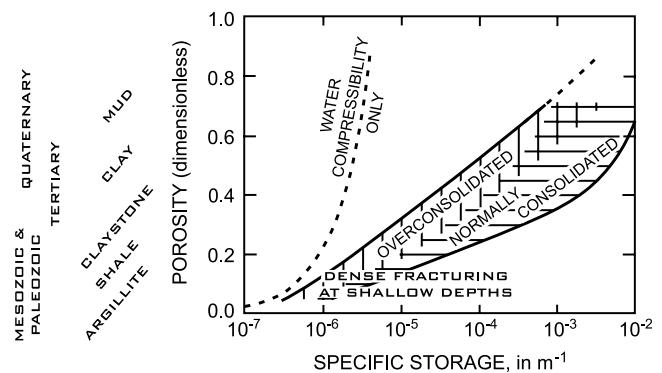 QUATERNARY
TERTIARY
MESOZOIC &
PALEOZOIC
MUD
CLAY
CLAYSTONE
SHALE
ARGILLITE
POROSITY (dimensionless)
1.0
0.8
0.6
0.4
0.2
0.0
WATER
COMPRESSIBILITY
ONLY
OVERCONSOLIDATED
NORMALLY CONSOLIDATED
DENSE FRACTURING
AT SHALLOW DEPTHS
10⁻⁷ 10⁻⁶ 10⁻⁵ 10⁻⁴ 10⁻³ 10⁻²
SPECIFIC STORAGE, in m⁻¹